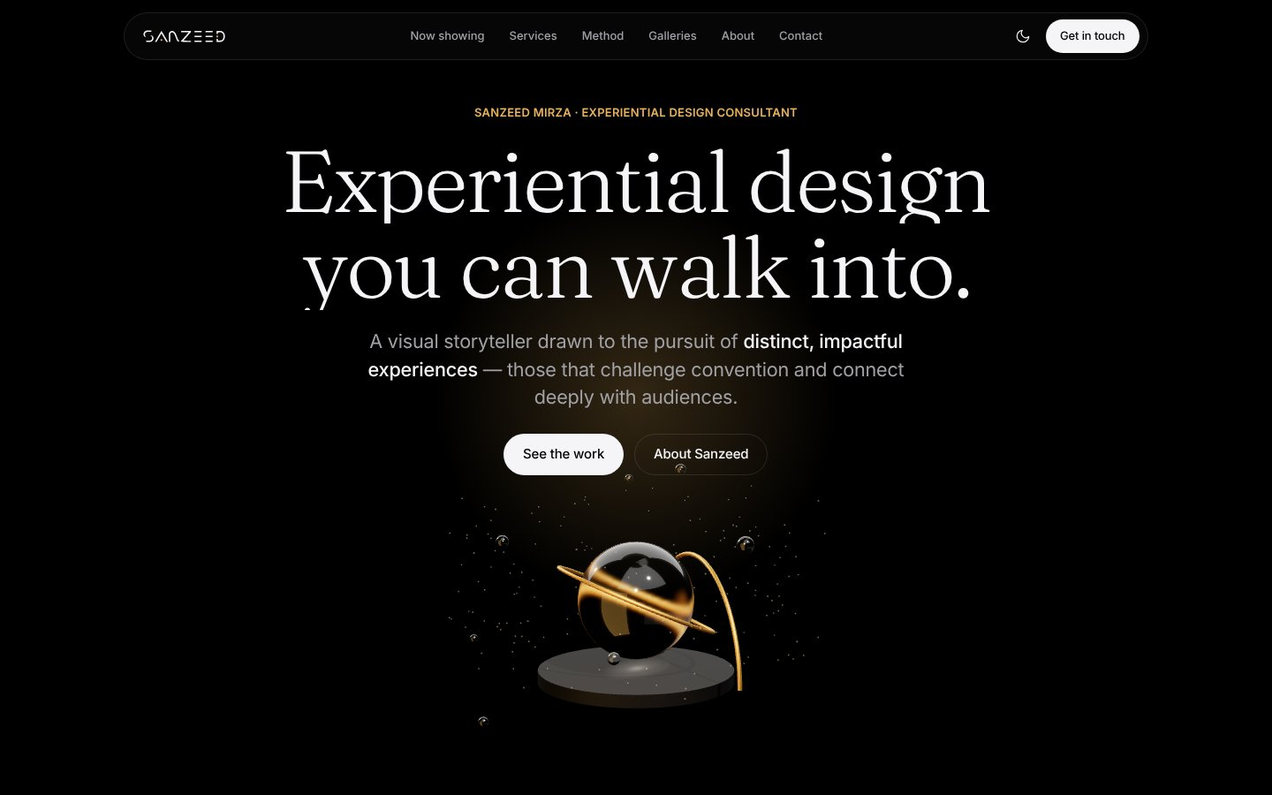 SANZEED
Now showing
Services
Method
Galleries
About
Contact
Get in touch
SANZEED MIRZA · EXPERIENTIAL DESIGN CONSULTANT
Experiential design
you can walk into.
A visual storyteller drawn to the pursuit of distinct, impactful
experiences — those that challenge convention and connect
deeply with audiences.
See the work
About Sanzeed